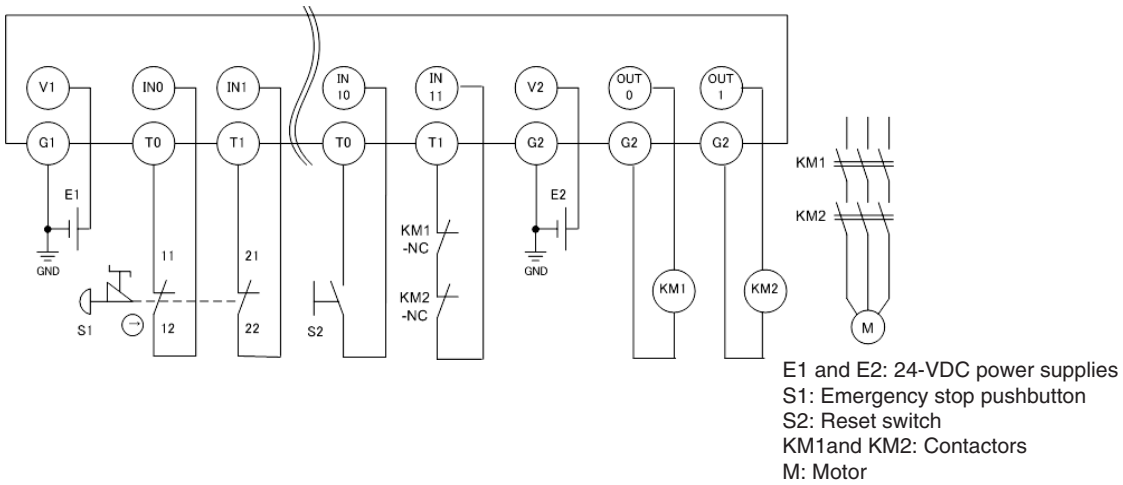 V1
IN0
IN1
IN
10
IN
11
V2
OUT
0
OUT
1
G1
T0
T1
T0
T1
G2
G2
G2
KM1
KM2
E1
E2
GND
GND
11
21
KM1
-NC
KM2
-NC
KM1
KM2
S1
12
22
S2
M
E1 and E2: 24-VDC power supplies
S1: Emergency stop pushbutton
S2: Reset switch
KM1and KM2: Contactors
M: Motor